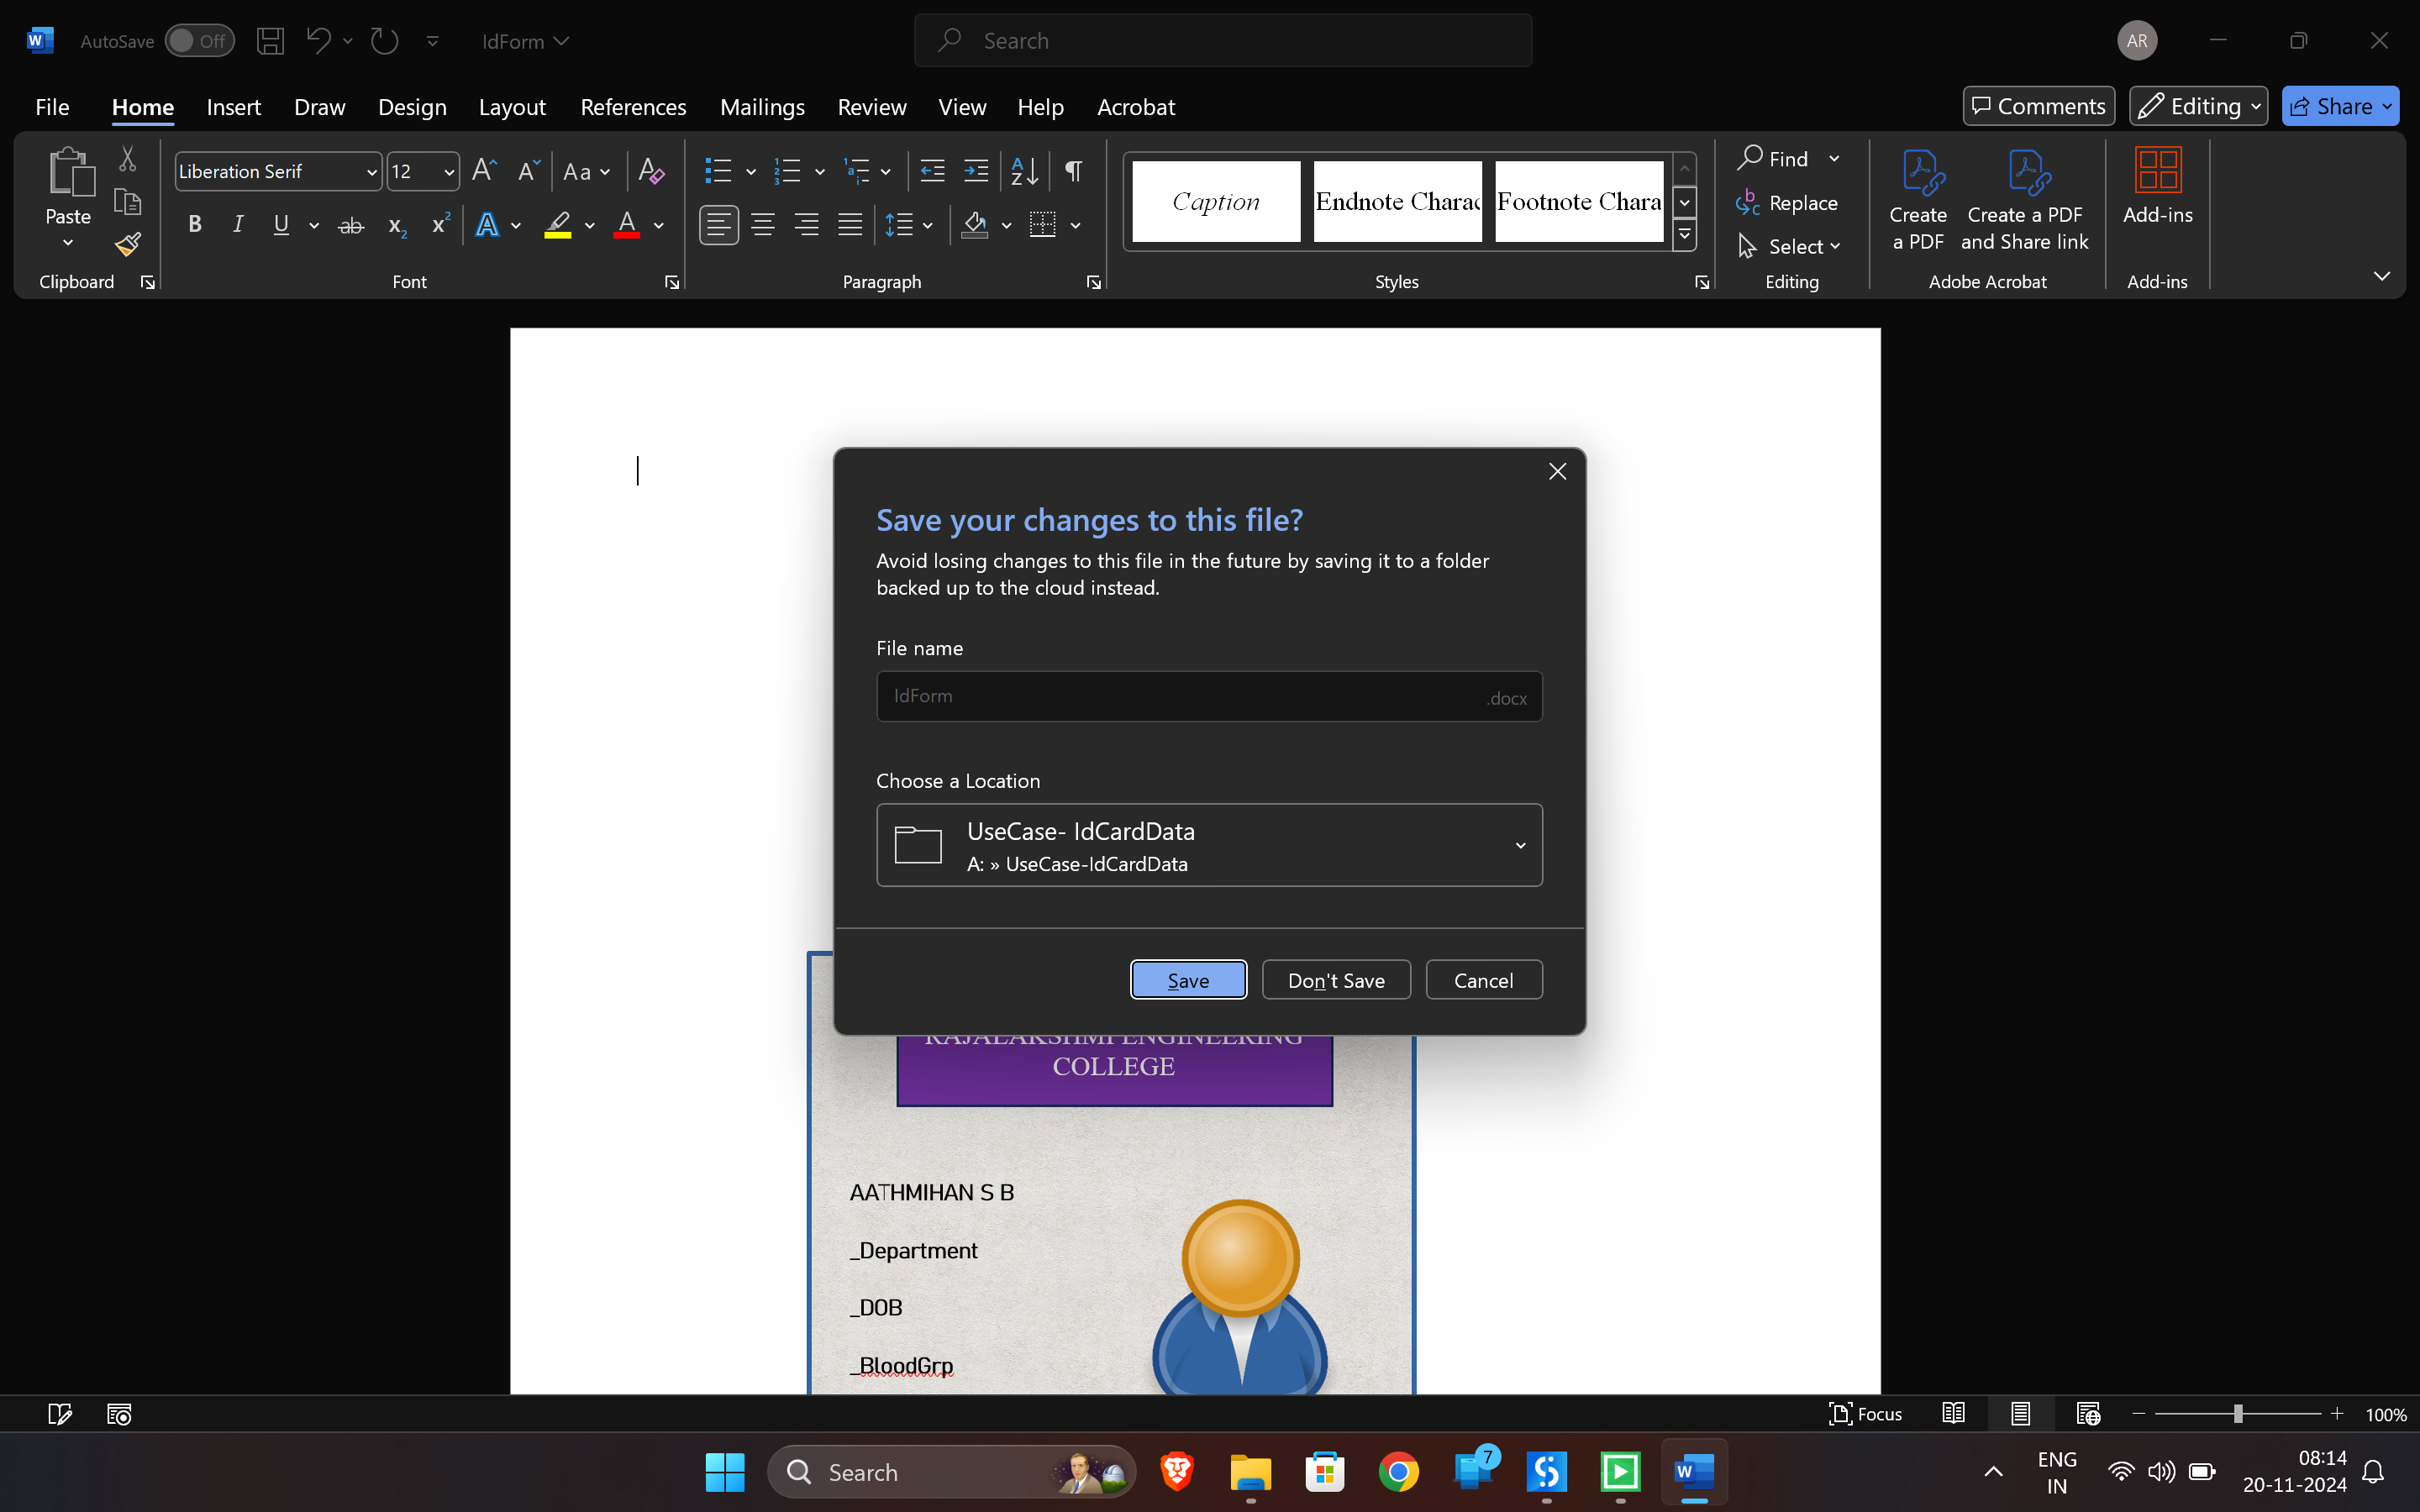 AutoSave Off IdForm Search AR
File Home Insert Draw Design Layout References Mailings Review View Help Acrobat Comments Editing Share
Paste
Clipboard
Liberation Serif 12
Font
Paragraph
Caption Endnote Charac Footnote Chara
Styles
Find
Replace
Select
Editing
Create
a PDF
Create a PDF
and Share link
Adobe Acrobat
Add-ins
Add-ins
Save your changes to this file?
Avoid losing changes to this file in the future by saving it to a folder
backed up to the cloud instead.
File name
IdForm .docx
Choose a Location
UseCase- IdCardData
A: » UseCase-IdCardData
Save Don't Save Cancel
RAJALAKSHMI ENGINEERING
COLLEGE
AATHMIHAN S B
_Department
_DOB
_BloodGrp
Focus 100%
Search 7
ENG
IN
08:14
20-11-2024